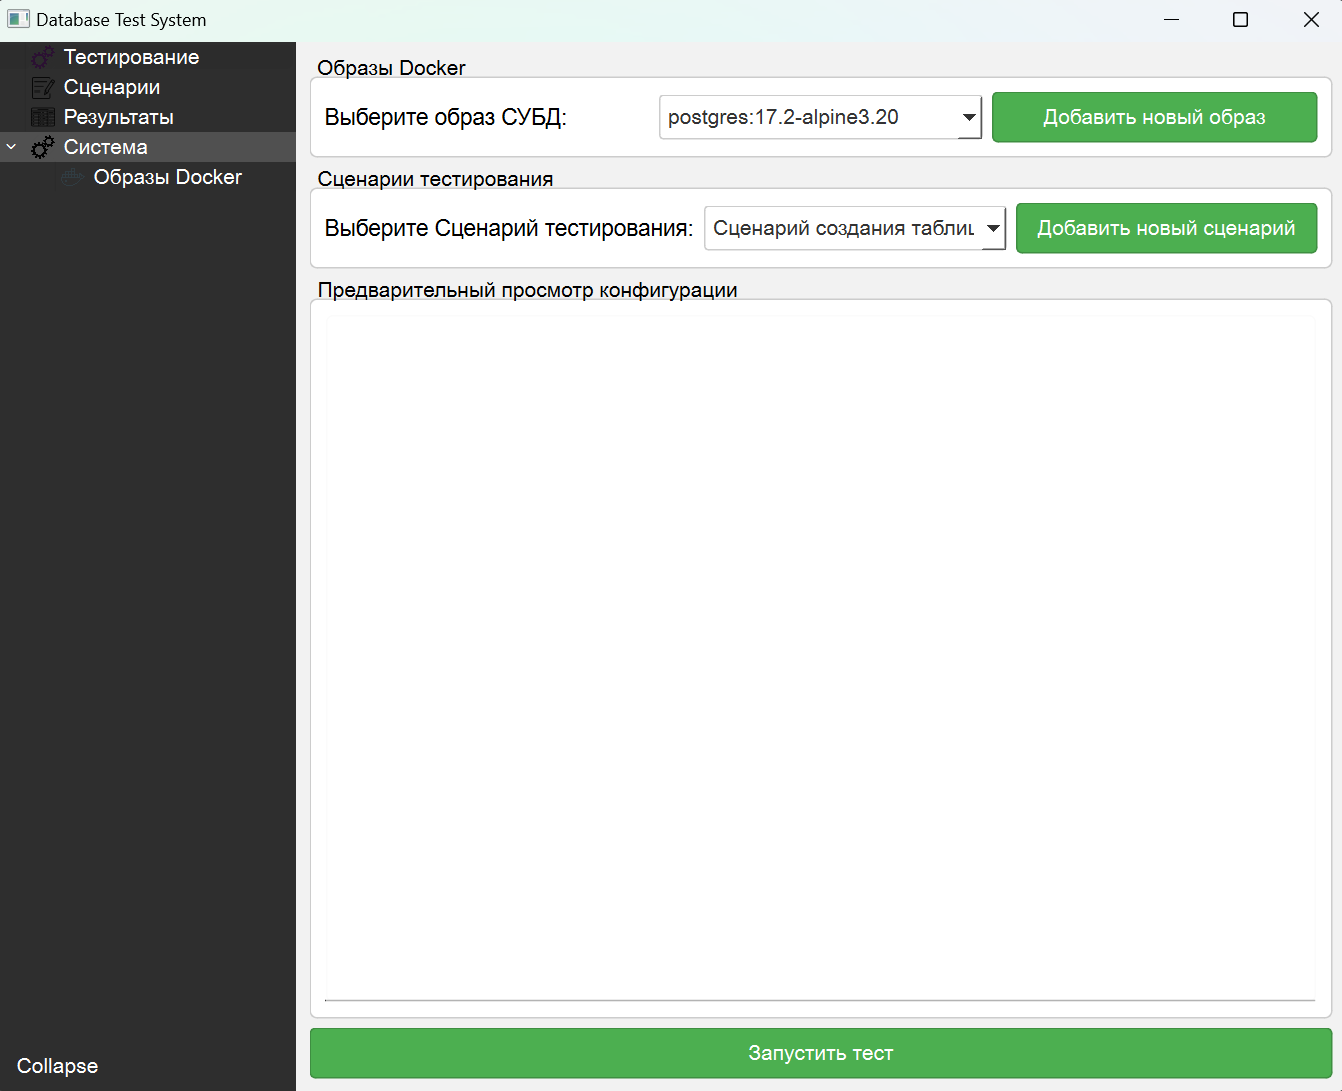 Database Test System
Тестирование
Сценарии
Результаты
Система
Образы Docker
Collapse
Образы Docker
Выберите образ СУБД:
postgres:17.2-alpine3.20
Добавить новый образ
Сценарии тестирования
Выберите Сценарий тестирования:
Сценарий создания таблиц
Добавить новый сценарий
Предварительный просмотр конфигурации
Запустить тест